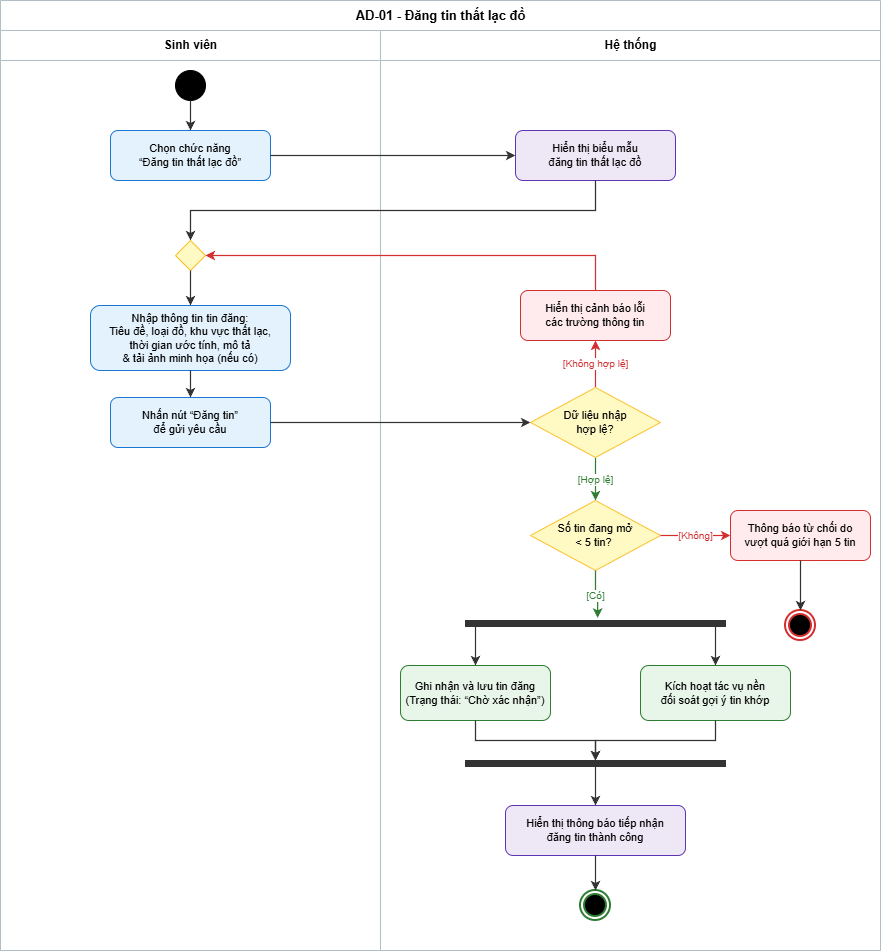 AD-01 - Đăng tin thất lạc đồ
Sinh viên
Hệ thống
Chọn chức năng
“Đăng tin thất lạc đồ”
Hiển thị biểu mẫu
đăng tin thất lạc đồ
Nhập thông tin tin đăng:
Tiêu đề, loại đồ, khu vực thất lạc,
thời gian ước tính, mô tả
& tải ảnh minh họa (nếu có)
Hiển thị cảnh báo lỗi
các trường thông tin
[Không hợp lệ]
Nhấn nút “Đăng tin”
để gửi yêu cầu
Dữ liệu nhập
hợp lệ?
[Hợp lệ]
Số tin đang mở
< 5 tin?
[Không]
Thông báo từ chối do
vượt quá giới hạn 5 tin
[Có]
Ghi nhận và lưu tin đăng
(Trạng thái: “Chờ xác nhận”)
Kích hoạt tác vụ nền
đối soát gợi ý tin khớp
Hiển thị thông báo tiếp nhận
đăng tin thành công